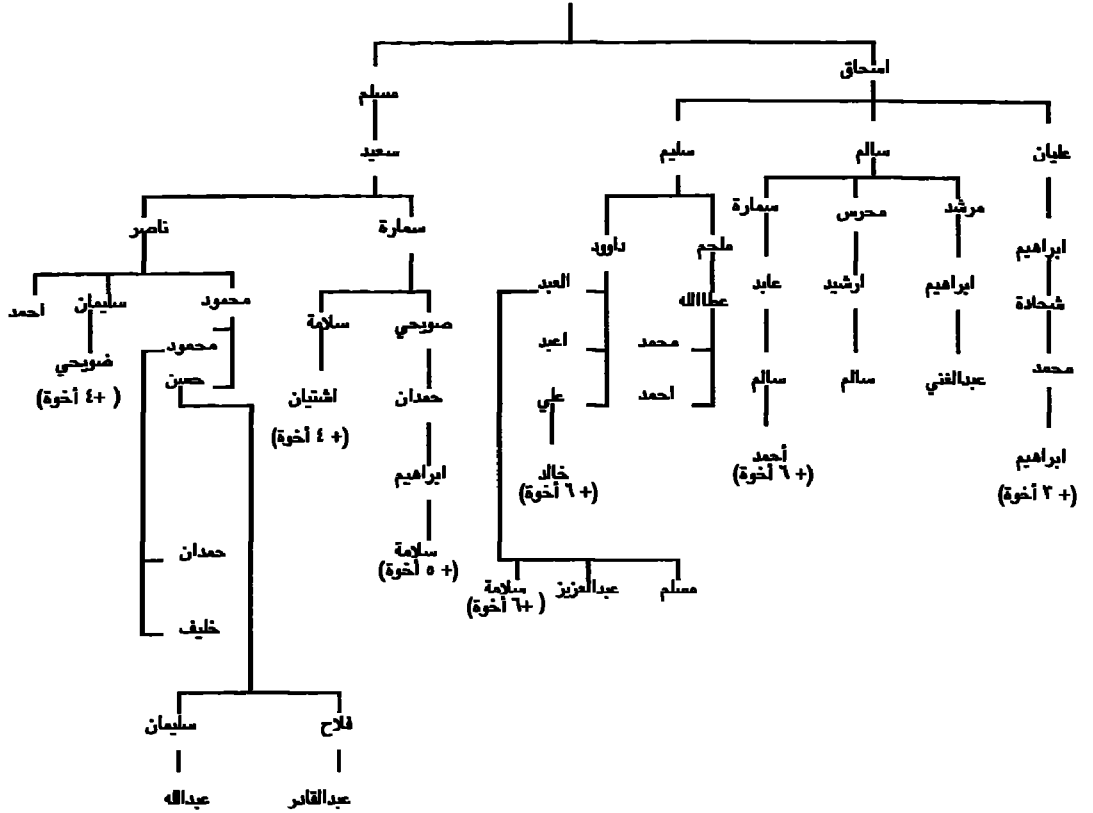 اسحاق
مسلم
عليان
سالم
سليم
سعيد
مرشد
محرس
سمارة
سمارة
ناصر
ابراهيم
ملحم
داوود
ابراهيم
ارشيد
عابد
العبد
شحادة
عطاالله
صويحي
سلامة
محمود
سليمان
احمد
محمد
اعبد
محمود
محمد
ضويحي
عبدالغني
سالم
سالم
حسين
احمد
علي
حمدان
اشتيان
(+ ٤ أخوة)
(+٤ أخوة)
ابراهيم
(+ ٣ أخوة)
أحمد
(+ ٦ أخوة)
خالد
(+ ٦ أخوة)
ابراهيم
سلامة
(+ ٥ أخوة)
حمدان
مسلم
عبدالعزيز
سلامة
(+٦ أخوة)
خليف
فلاح
سليمان
عبدالقادر
عبدالله